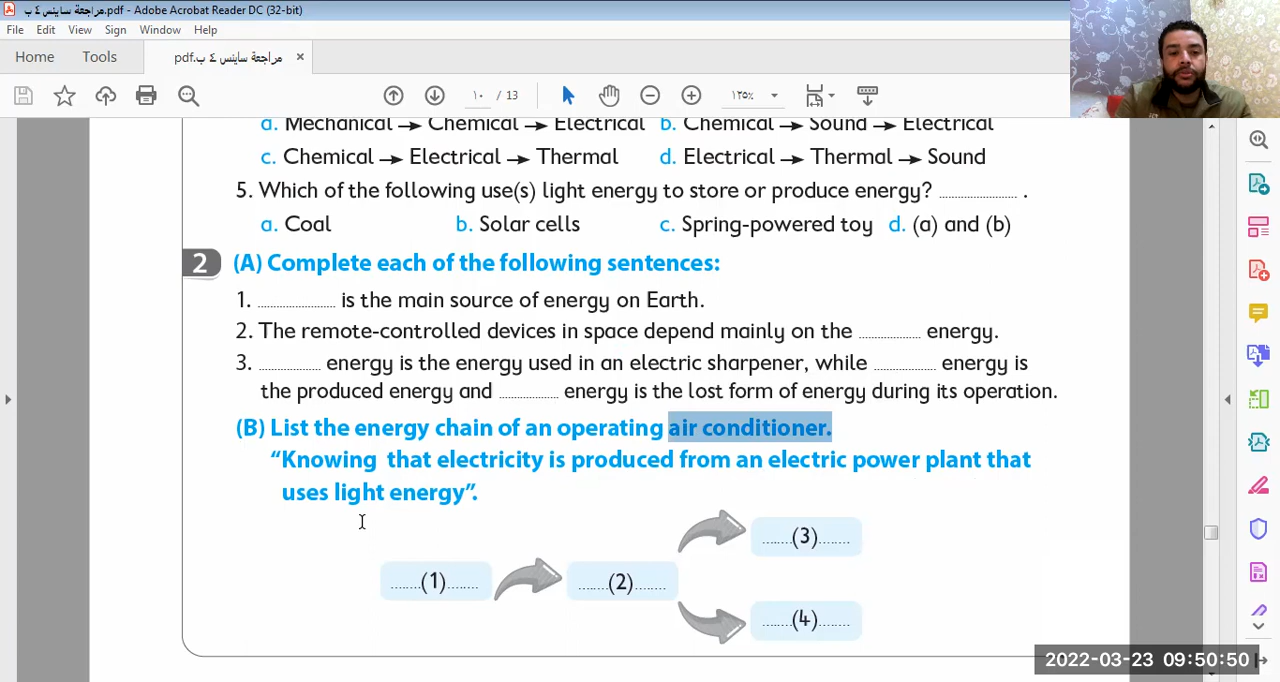 مراجعة ساينس ٤ ب.pdf - Adobe Acrobat Reader DC (32-bit)
File Edit View Sign Window Help
Home Tools مراجعة ساينس ٤ ب.pdf ×
١٠ / 13 ١٢٥%
a. Mechanical → Chemical → Electrical b. Chemical → Sound → Electrical
c. Chemical → Electrical → Thermal d. Electrical → Thermal → Sound
5. Which of the following use(s) light energy to store or produce energy? ........................ .
a. Coal b. Solar cells c. Spring-powered toy d. (a) and (b)
2 (A) Complete each of the following sentences:
1. ........................ is the main source of energy on Earth.
2. The remote-controlled devices in space depend mainly on the ................... energy.
3. ................... energy is the energy used in an electric sharpener, while ................... energy is
the produced energy and ................... energy is the lost form of energy during its operation.
(B) List the energy chain of an operating air conditioner.
“Knowing that electricity is produced from an electric power plant that
uses light energy”.
........(3)........
........(1)........ ........(2)........
........(4)........
2022-03-23 09:50:50